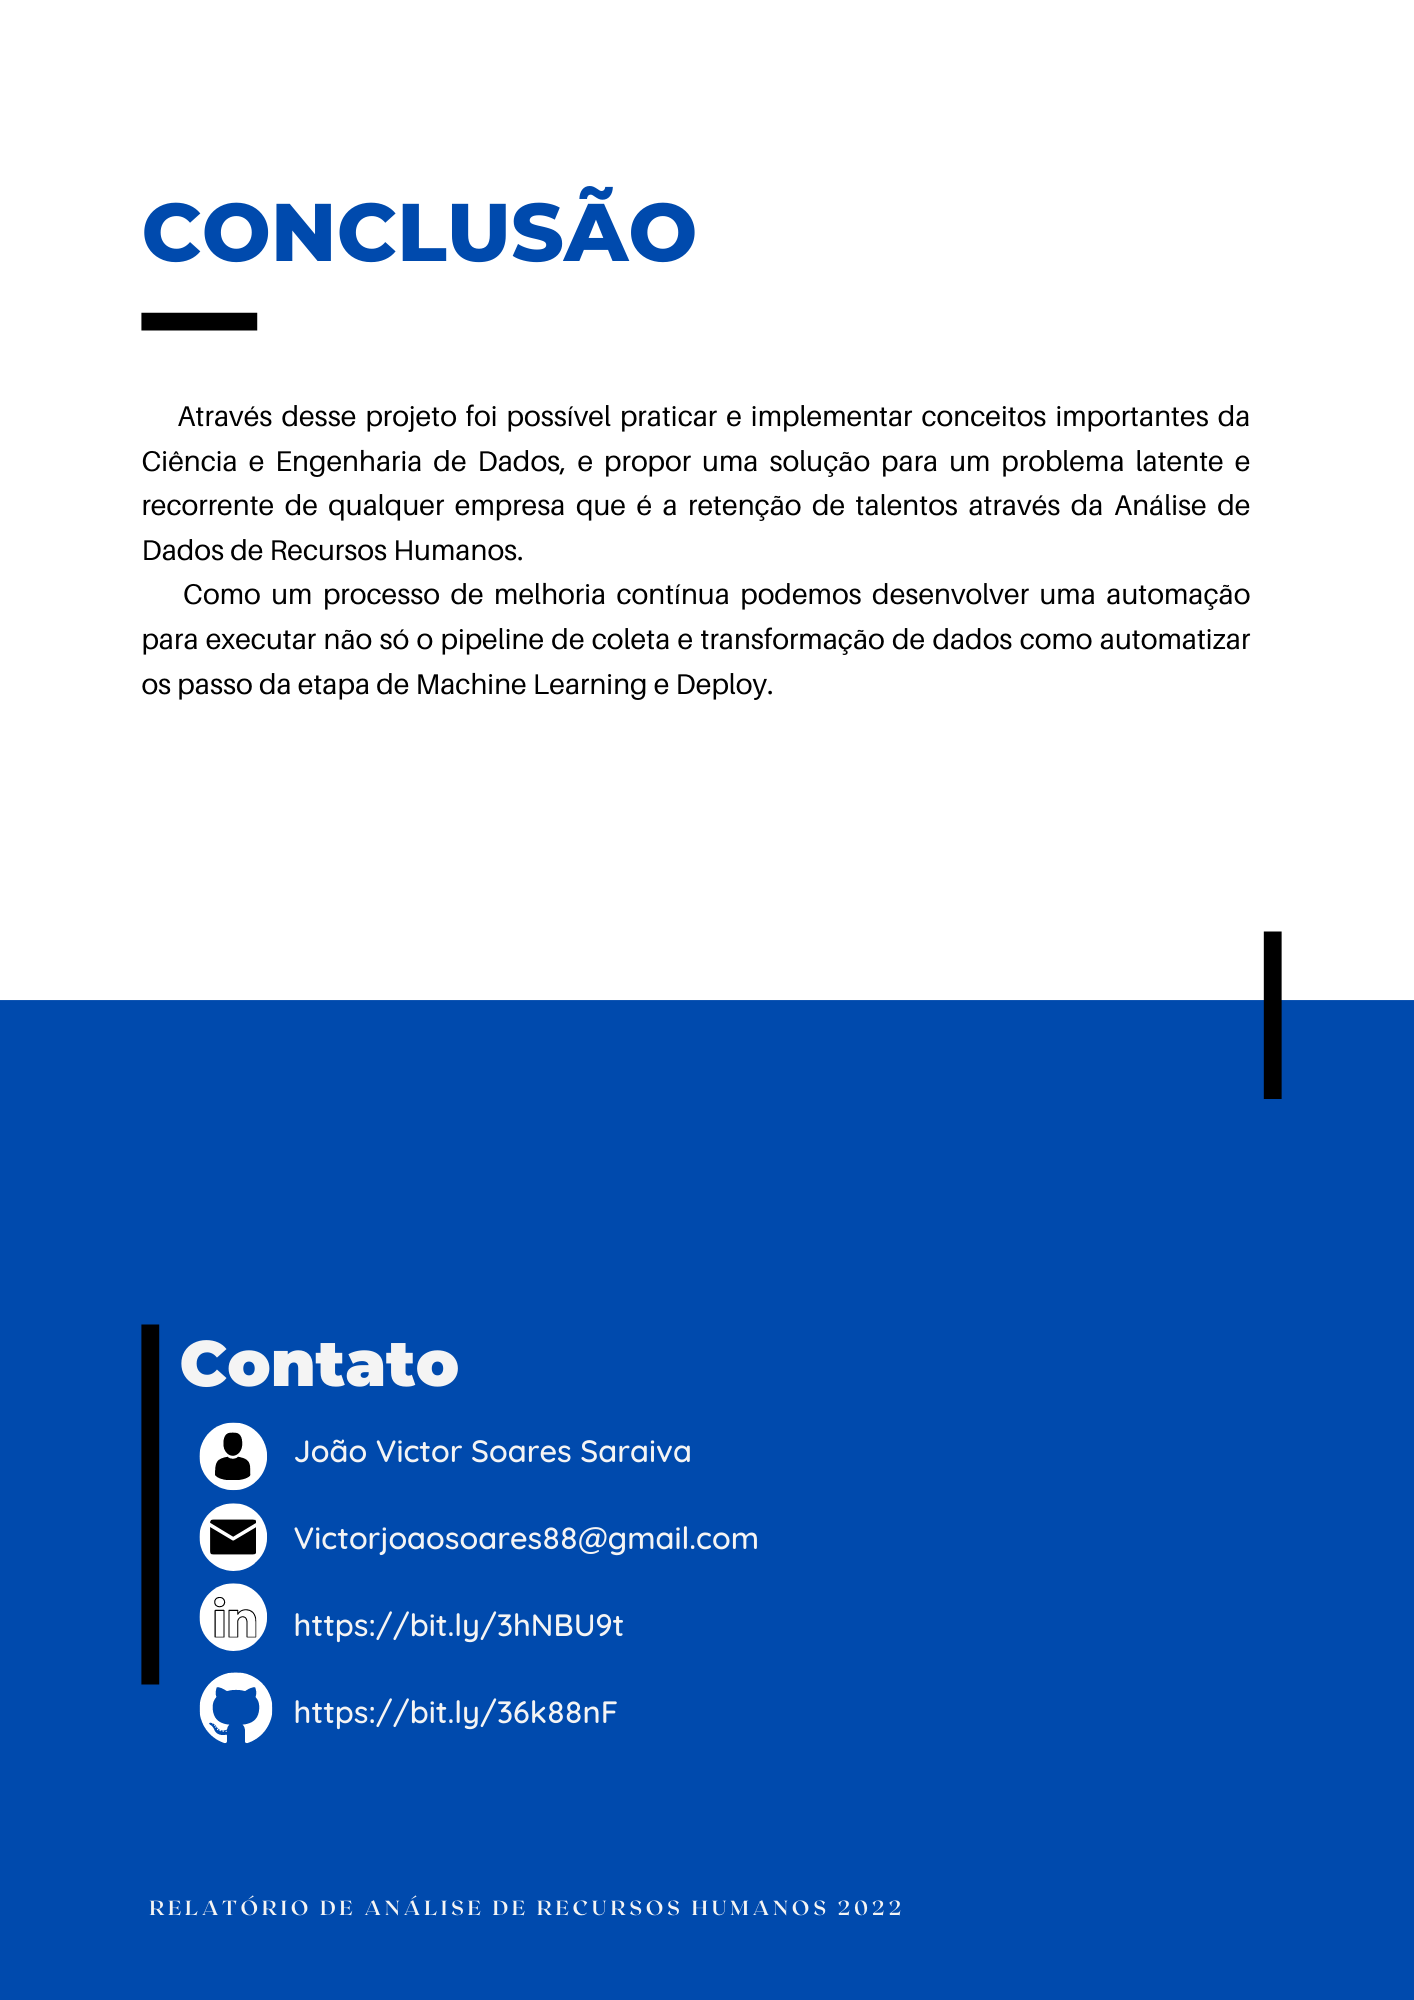 CONCLUSÃO
Através desse projeto foi possível praticar e implementar conceitos importantes da
Ciência e Engenharia de Dados, e propor uma solução para um problema latente e
recorrente de qualquer empresa que é a retenção de talentos através da Análise de
Dados de Recursos Humanos.
Como um processo de melhoria contínua podemos desenvolver uma automação
para executar não só o pipeline de coleta e transformação de dados como automatizar
os passo da etapa de Machine Learning e Deploy.
Contato
João Victor Soares Saraiva
Victorjoaosoares88@gmail.com
in
https://bit.ly/3hNBU9t
https://bit.ly/36k88nF
RELATÓRIO DE ANÁLISE DE RECURSOS HUMANOS 2022